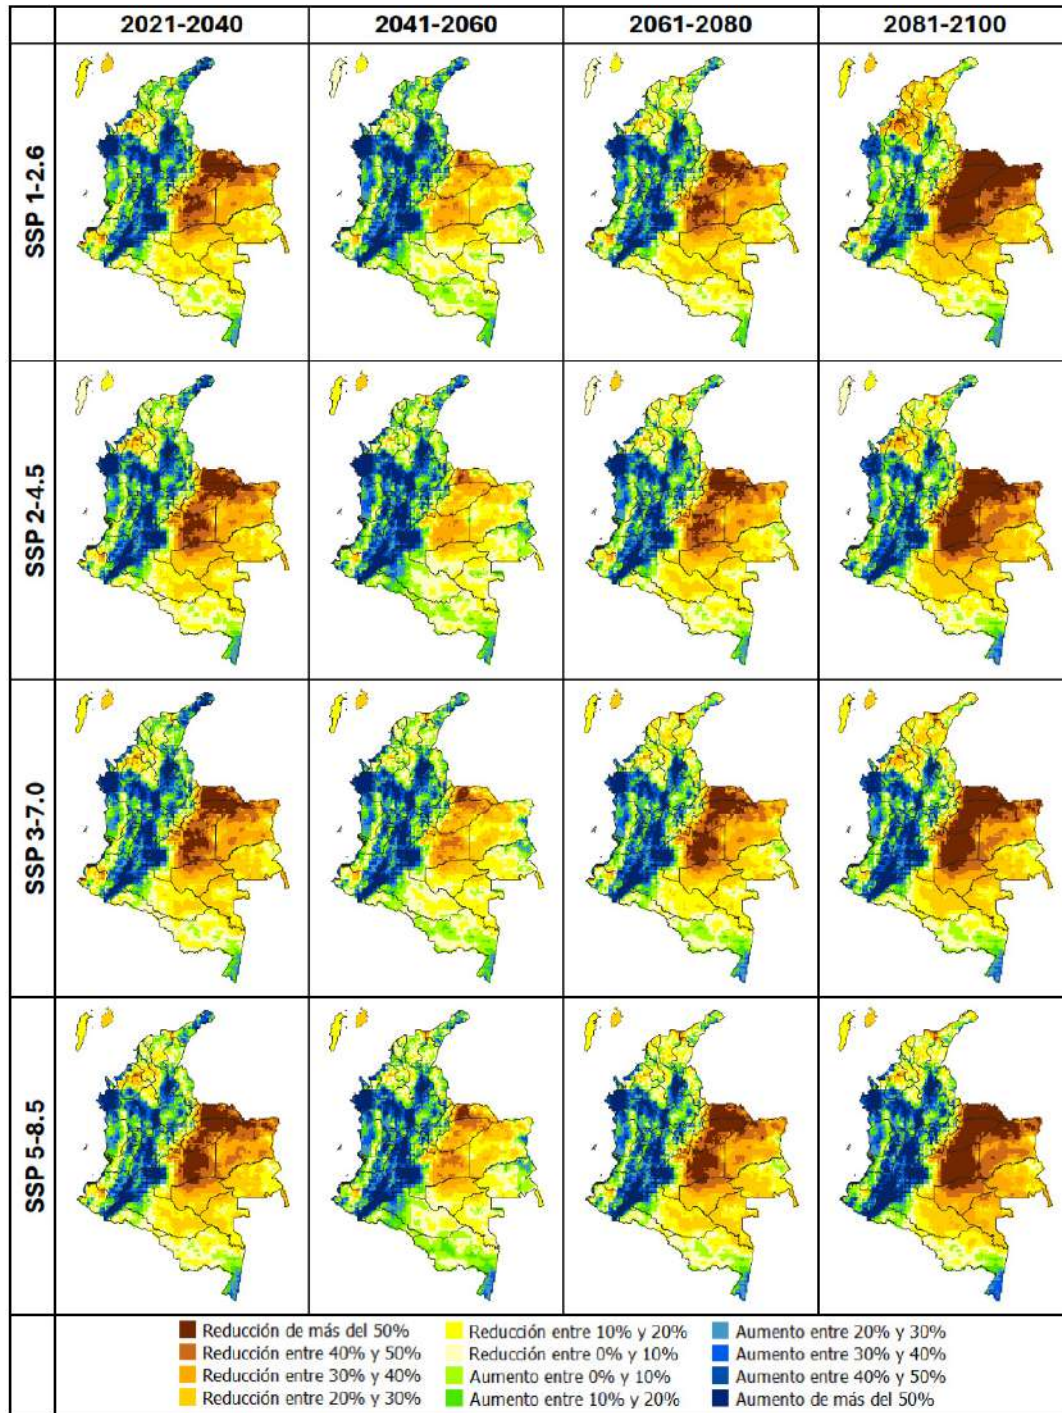 2021-2040 2041-2060 2061-2080 2081-2100
SSP 1-2.6
SSP 2-4.5
SSP 3-7.0
SSP 5-8.5
Reducción de más del 50% Reducción entre 10% y 20% Aumento entre 20% y 30%
Reducción entre 40% y 50% Reducción entre 0% y 10% Aumento entre 30% y 40%
Reducción entre 30% y 40% Aumento entre 0% y 10% Aumento entre 40% y 50%
Reducción entre 20% y 30% Aumento entre 10% y 20% Aumento de más del 50%